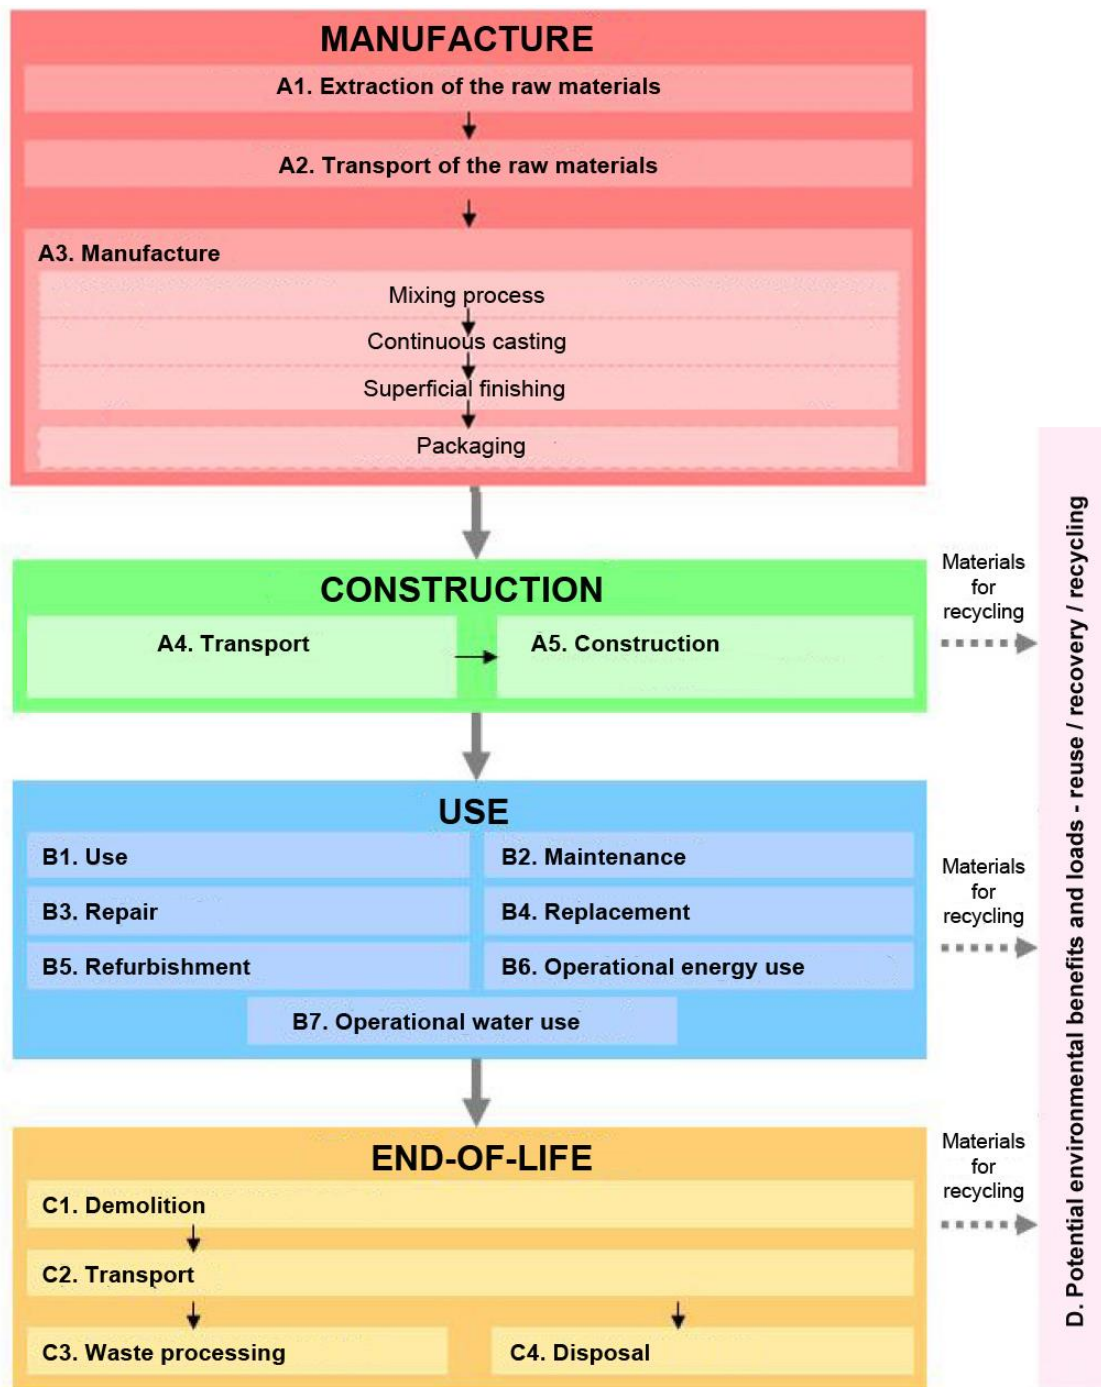 MANUFACTURE
A1. Extraction of the raw materials
A2. Transport of the raw materials
A3. Manufacture
Mixing process
Continuous casting
Superficial finishing
Packaging
CONSTRUCTION
A4. Transport
A5. Construction
Materials
for
recycling
USE
B1. Use
B2. Maintenance
B3. Repair
B4. Replacement
B5. Refurbishment
B6. Operational energy use
B7. Operational water use
Materials
for
recycling
END-OF-LIFE
C1. Demolition
C2. Transport
C3. Waste processing
C4. Disposal
Materials
for
recycling
D. Potential environmental benefits and loads - reuse / recovery / recycling